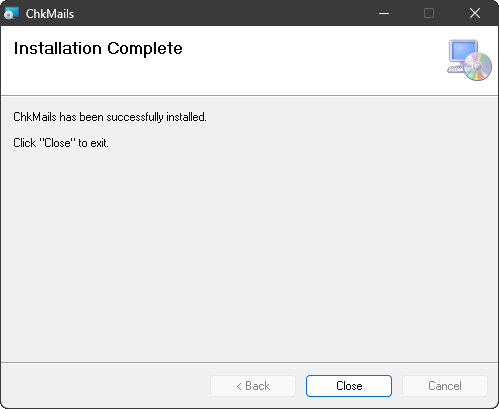 ChkMails
Installation Complete
ChkMails has been successfully installed.
Click "Close" to exit.
< Back
Close
Cancel